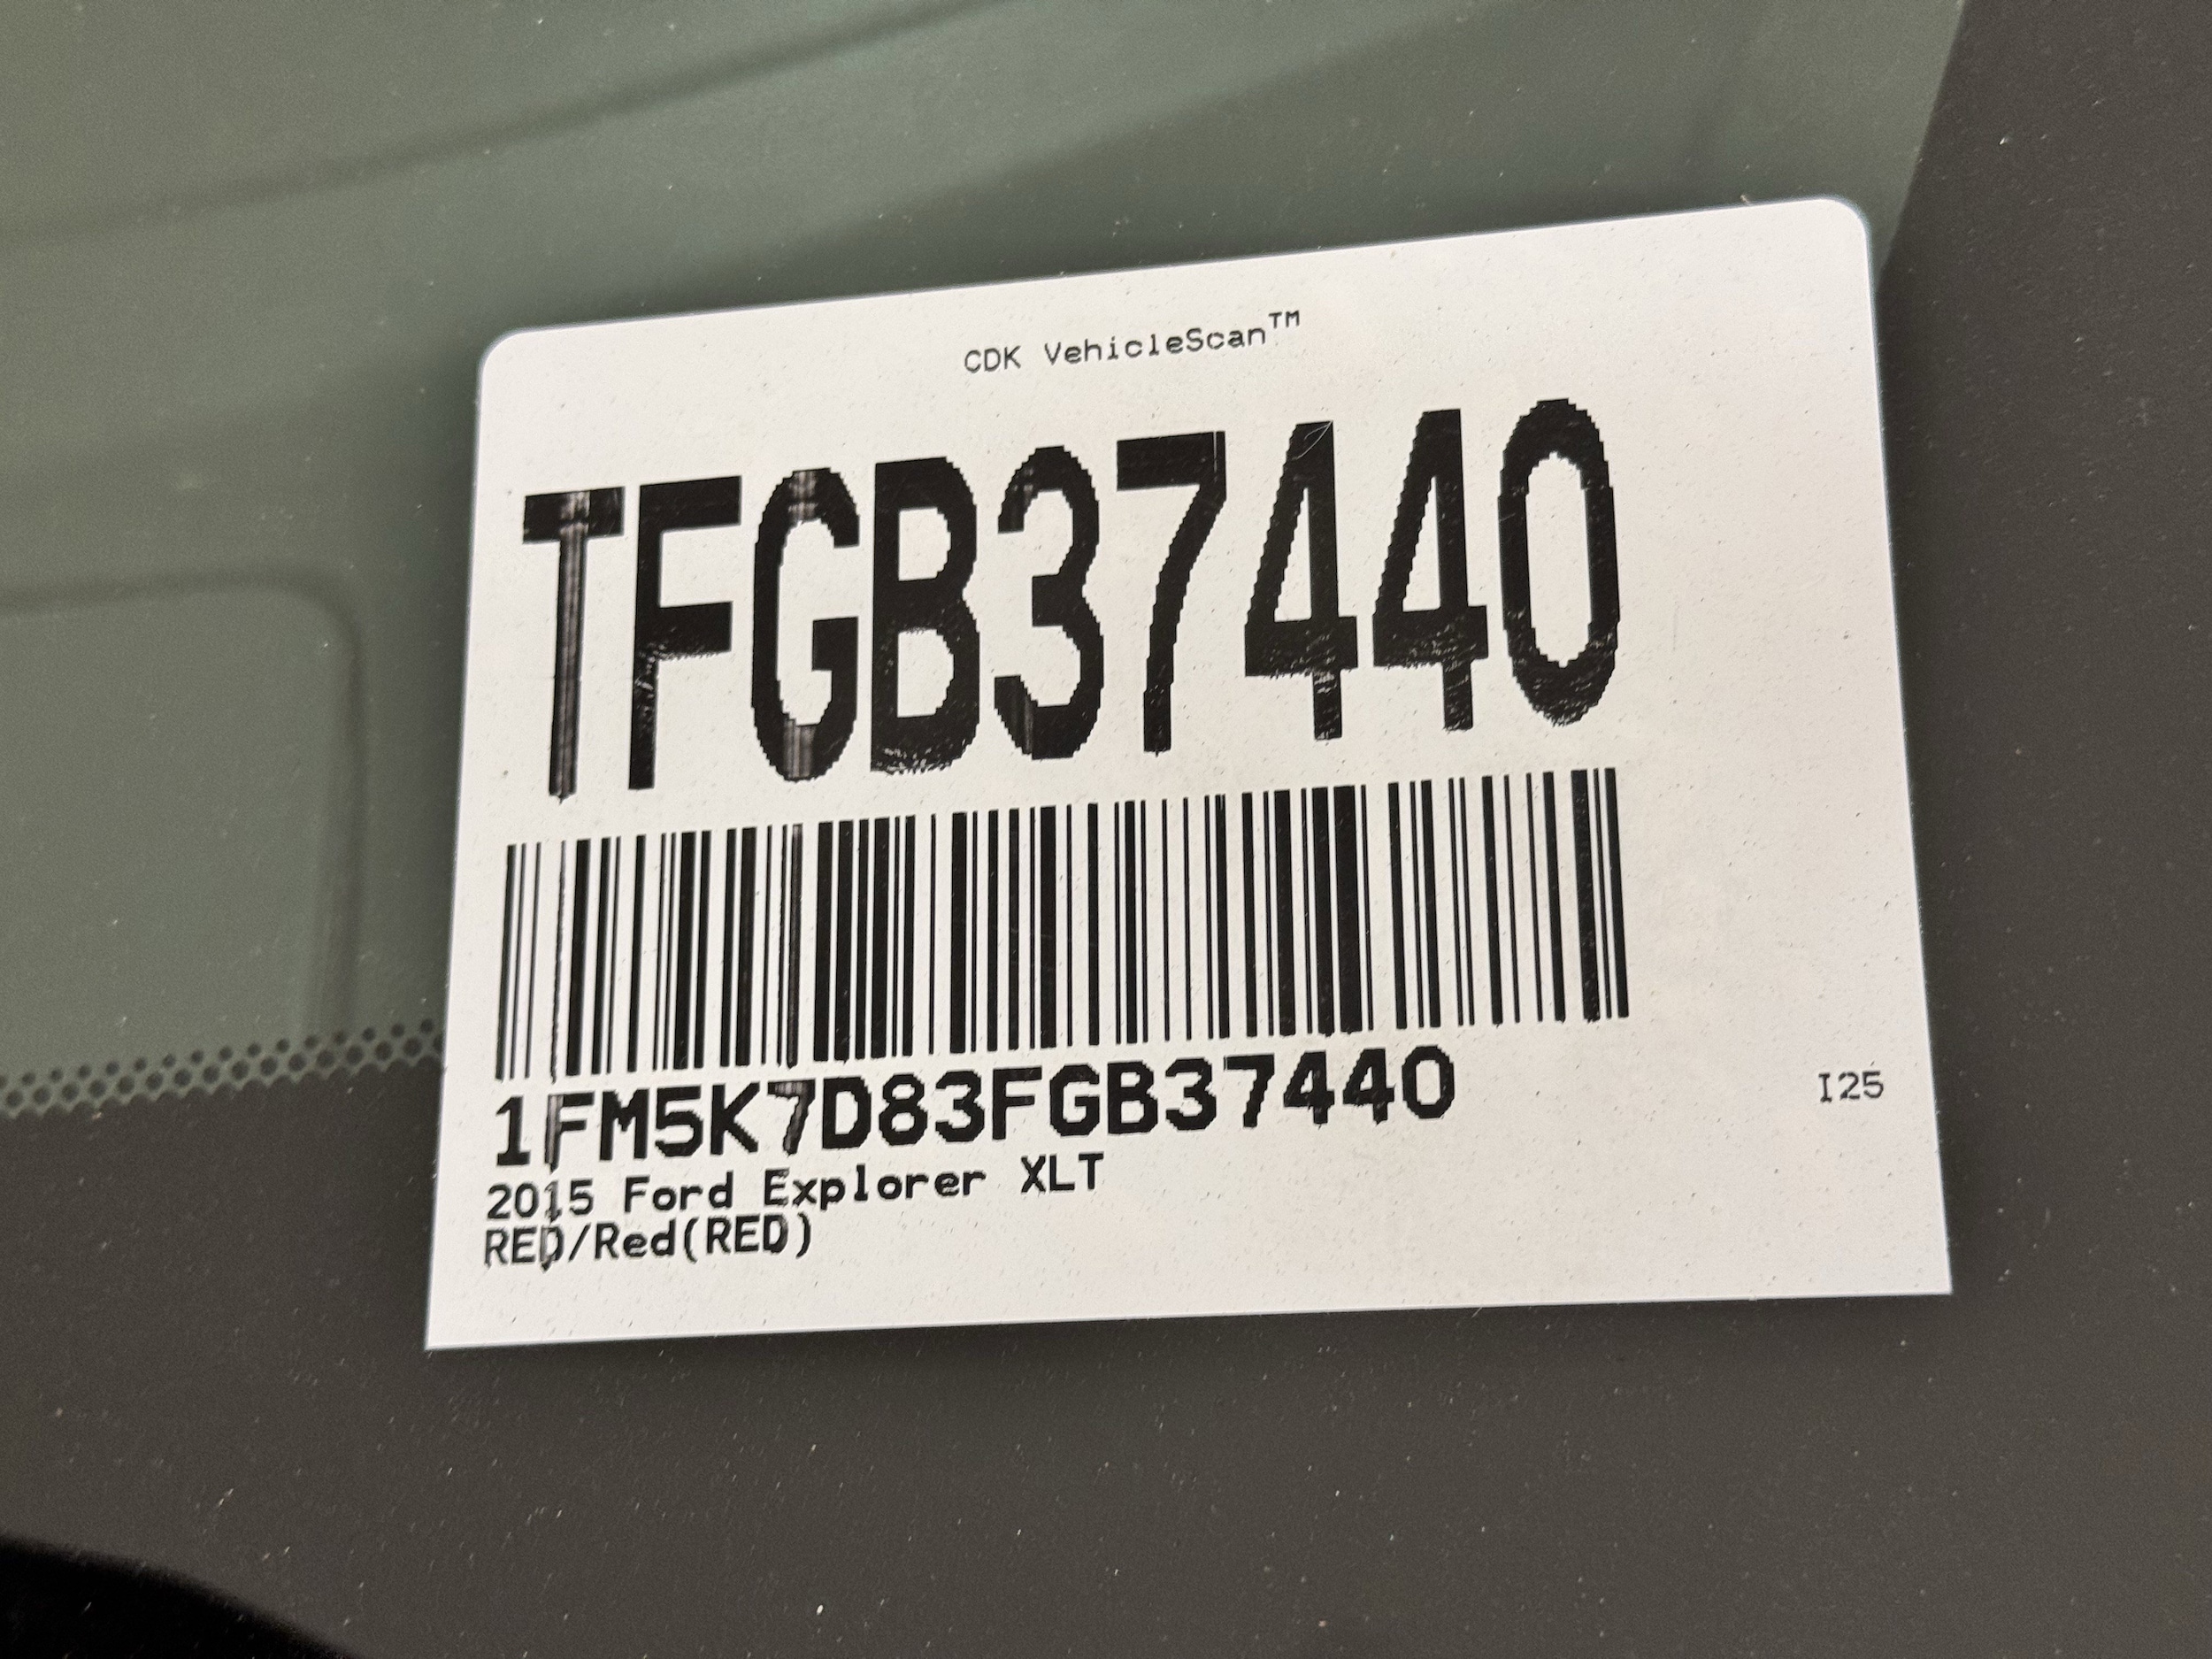 CDK VehicleScan™
TFGB37440
1FM5K7D83FGB37440
I25
2015 Ford Explorer XLT
RED/Red(RED)